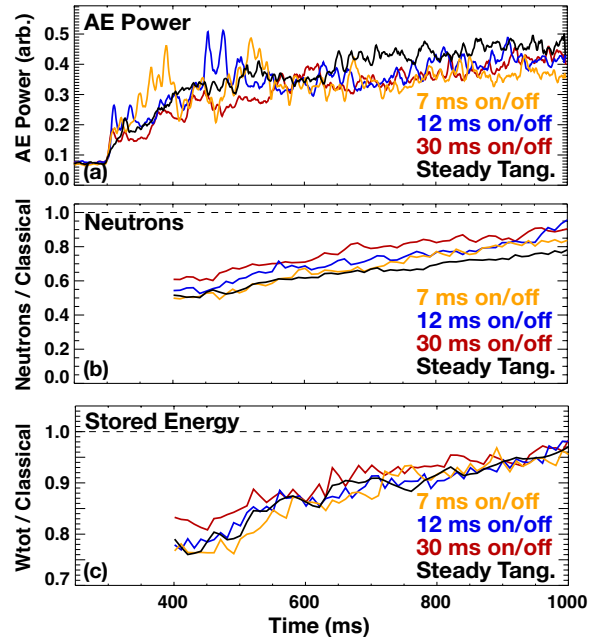 AE Power
AE Power (arb.)
0.5
0.4
0.3
0.2
0.1
0.0
7 ms on/off
12 ms on/off
30 ms on/off
Steady Tang.
(a)
Neutrons
Neutrons / Classical
1.0
0.8
0.6
0.4
0.2
0.0
7 ms on/off
12 ms on/off
30 ms on/off
Steady Tang.
(b)
Stored Energy
Wtot / Classical
1.0
0.9
0.8
0.7
7 ms on/off
12 ms on/off
30 ms on/off
Steady Tang.
(c)
400 600 800 1000
Time (ms)